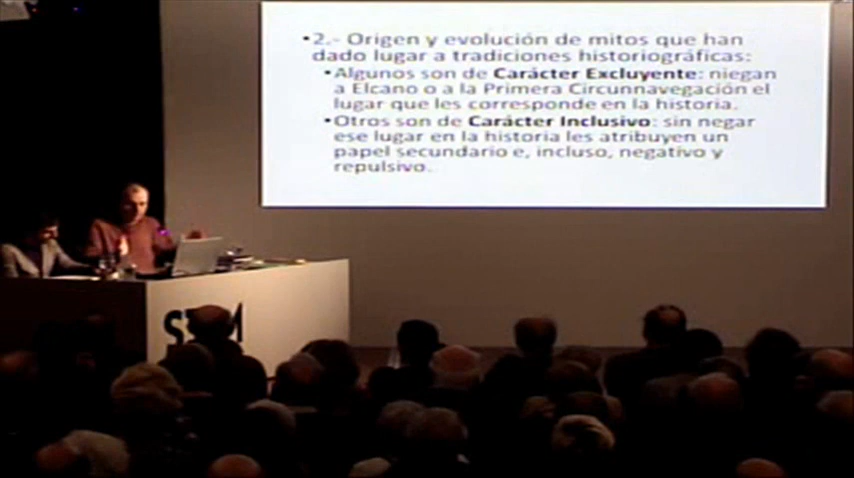 •2.- Origen y evolución de mitos que han
dado lugar a tradiciones historiográficas:
•Algunos son de Carácter Excluyente: niegan
a Elcano o a la Primera Circunnavegación el
lugar que les corresponde en la historia.
•Otros son de Carácter Inclusivo: sin negar
ese lugar en la historia les atribuyen un
papel secundario e, incluso, negativo y
repulsivo.